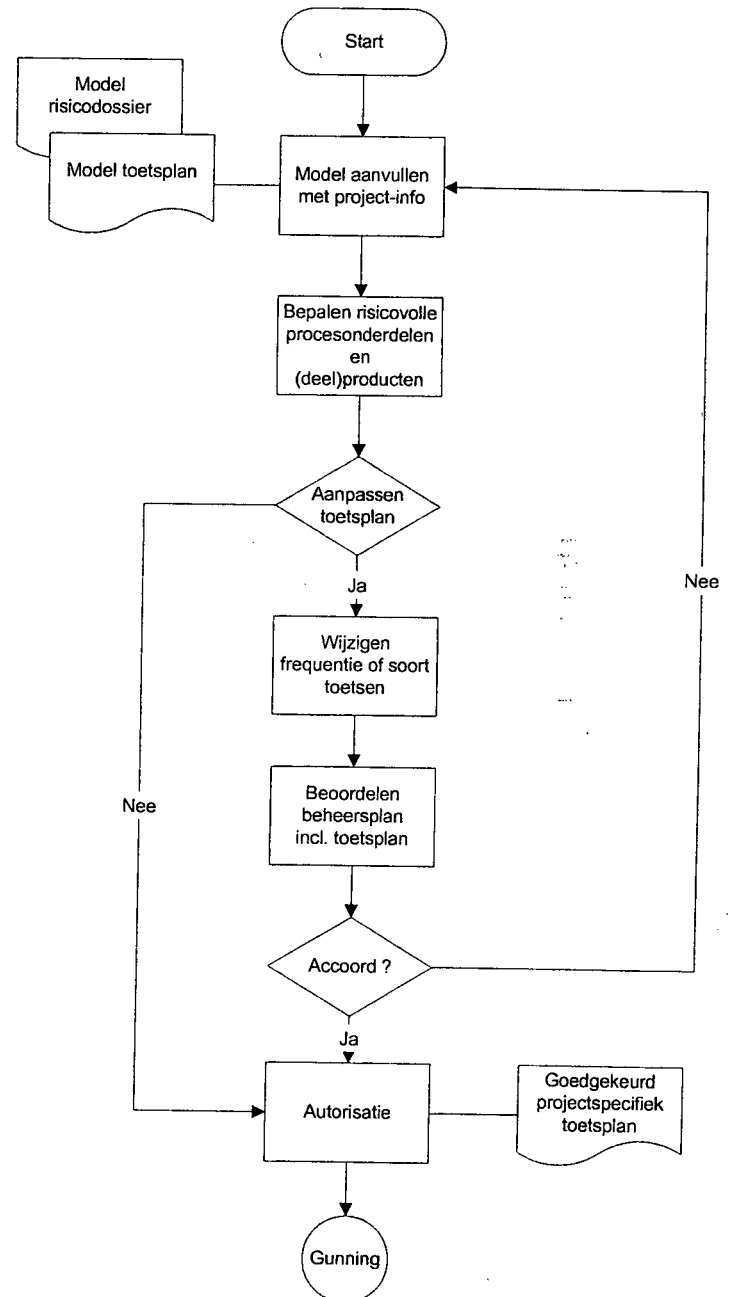 Start
Model
risicodossier
Model toetsplan
Model aanvullen
met project-info
Bepalen risicovolle
procesonderdelen
en
(deel)producten
Aanpassen
toetsplan
Ja
Nee
Wijzigen
frequentie of soort
toetsen
Nee
Beoordelen
beheersplan
incl. toetsplan
Accoord ?
Ja
Autorisatie
Goedgekeurd
projectspecifiek
toetsplan
Gunning